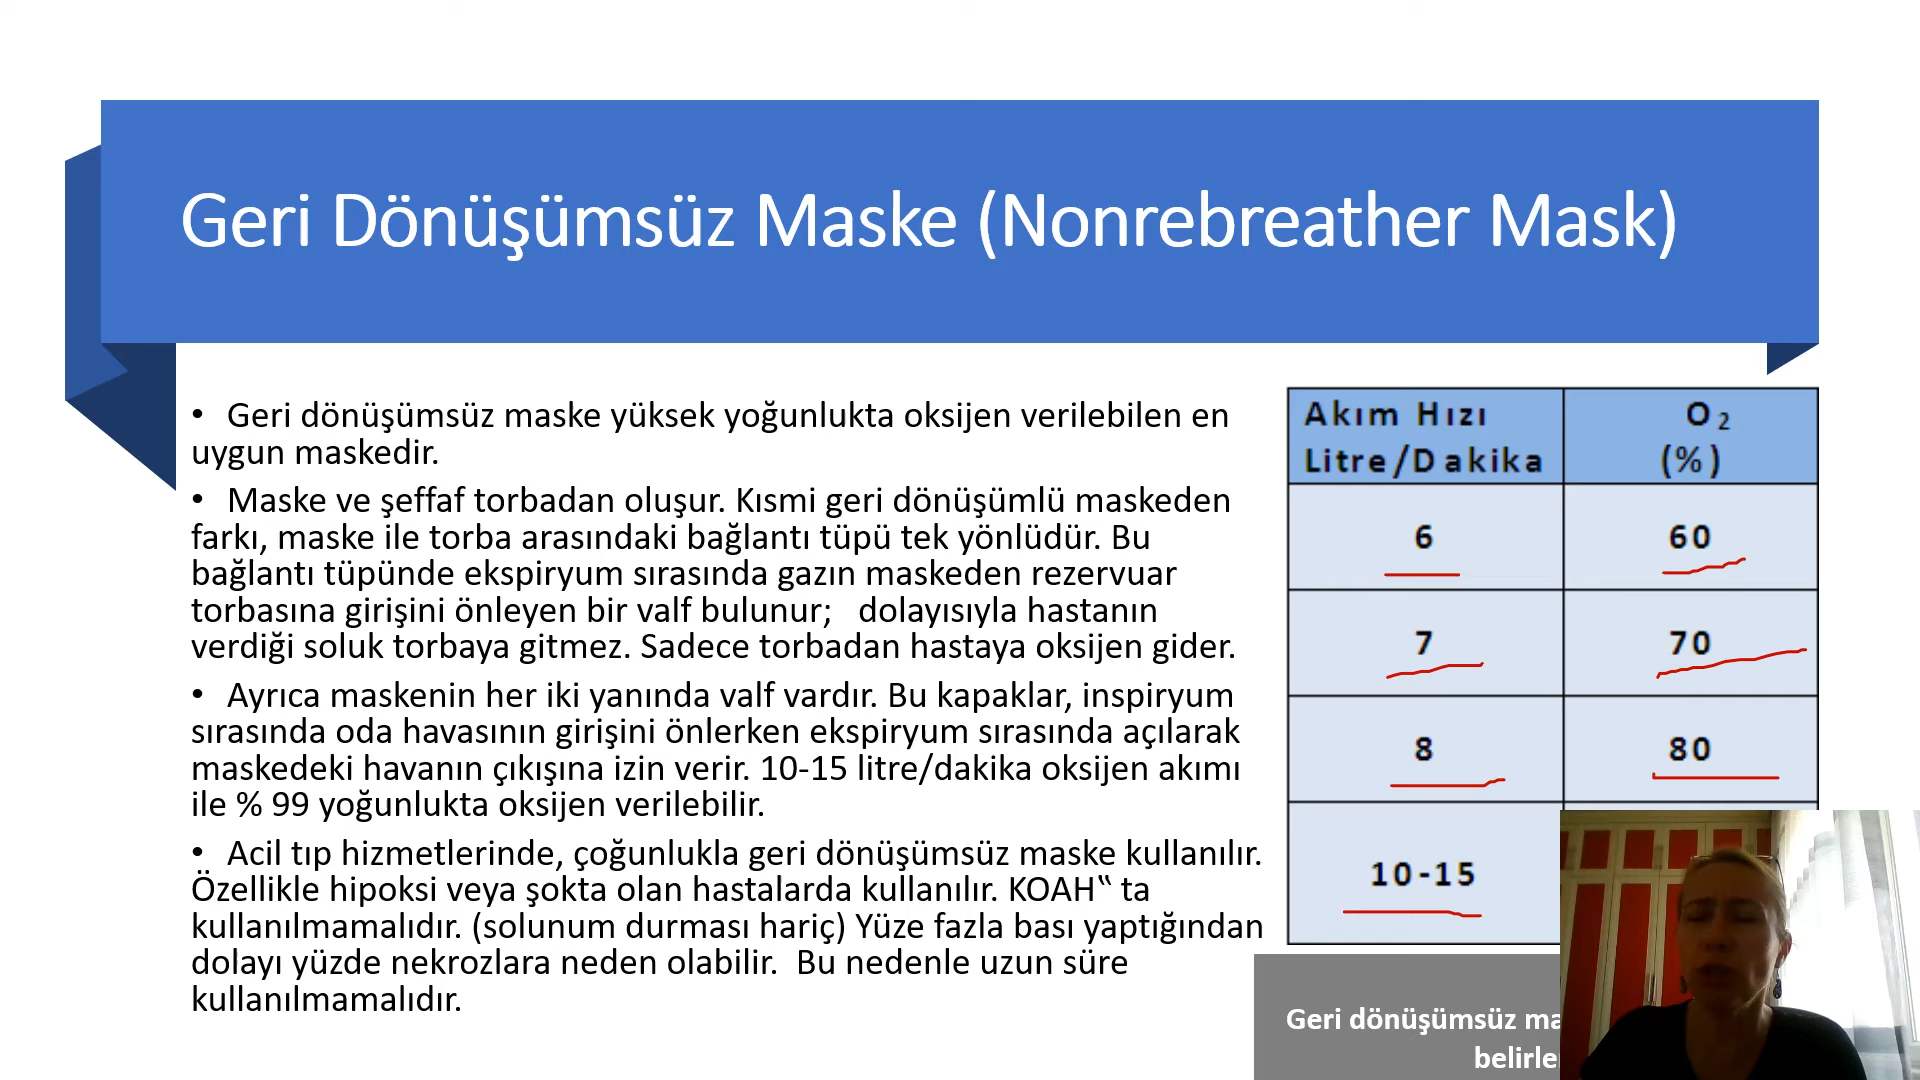 Geri Dönüşümsüz Maske (Nonrebreather Mask)
• Geri dönüşümsüz maske yüksek yoğunlukta oksijen verilebilen en
uygun maskedir.
• Maske ve şeffaf torbadan oluşur. Kısmi geri dönüşümlü maskeden
farkı, maske ile torba arasındaki bağlantı tüpü tek yönlüdür. Bu
bağlantı tüpünde ekspiryum sırasında gazın maskeden rezervuar
torbasına girişini önleyen bir valf bulunur; dolayısıyla hastanın
verdiği soluk torbaya gitmez. Sadece torbadan hastaya oksijen gider.
• Ayrıca maskenin her iki yanında valf vardır. Bu kapaklar, inspiryum
sırasında oda havasının girişini önlerken ekspiryum sırasında açılarak
maskedeki havanın çıkışına izin verir. 10-15 litre/dakika oksijen akımı
ile % 99 yoğunlukta oksijen verilebilir.
• Acil tıp hizmetlerinde, çoğunlukla geri dönüşümsüz maske kullanılır.
Özellikle hipoksi veya şokta olan hastalarda kullanılır. KOAH‟ ta
kullanılmamalıdır. (solunum durması hariç) Yüze fazla bası yaptığından
dolayı yüzde nekrozlara neden olabilir. Bu nedenle uzun süre
kullanılmamalıdır.
Akım Hızı Litre/Dakika O₂ (%)
6 60
7 70
8 80
10-15
Geri dönüşümsüz